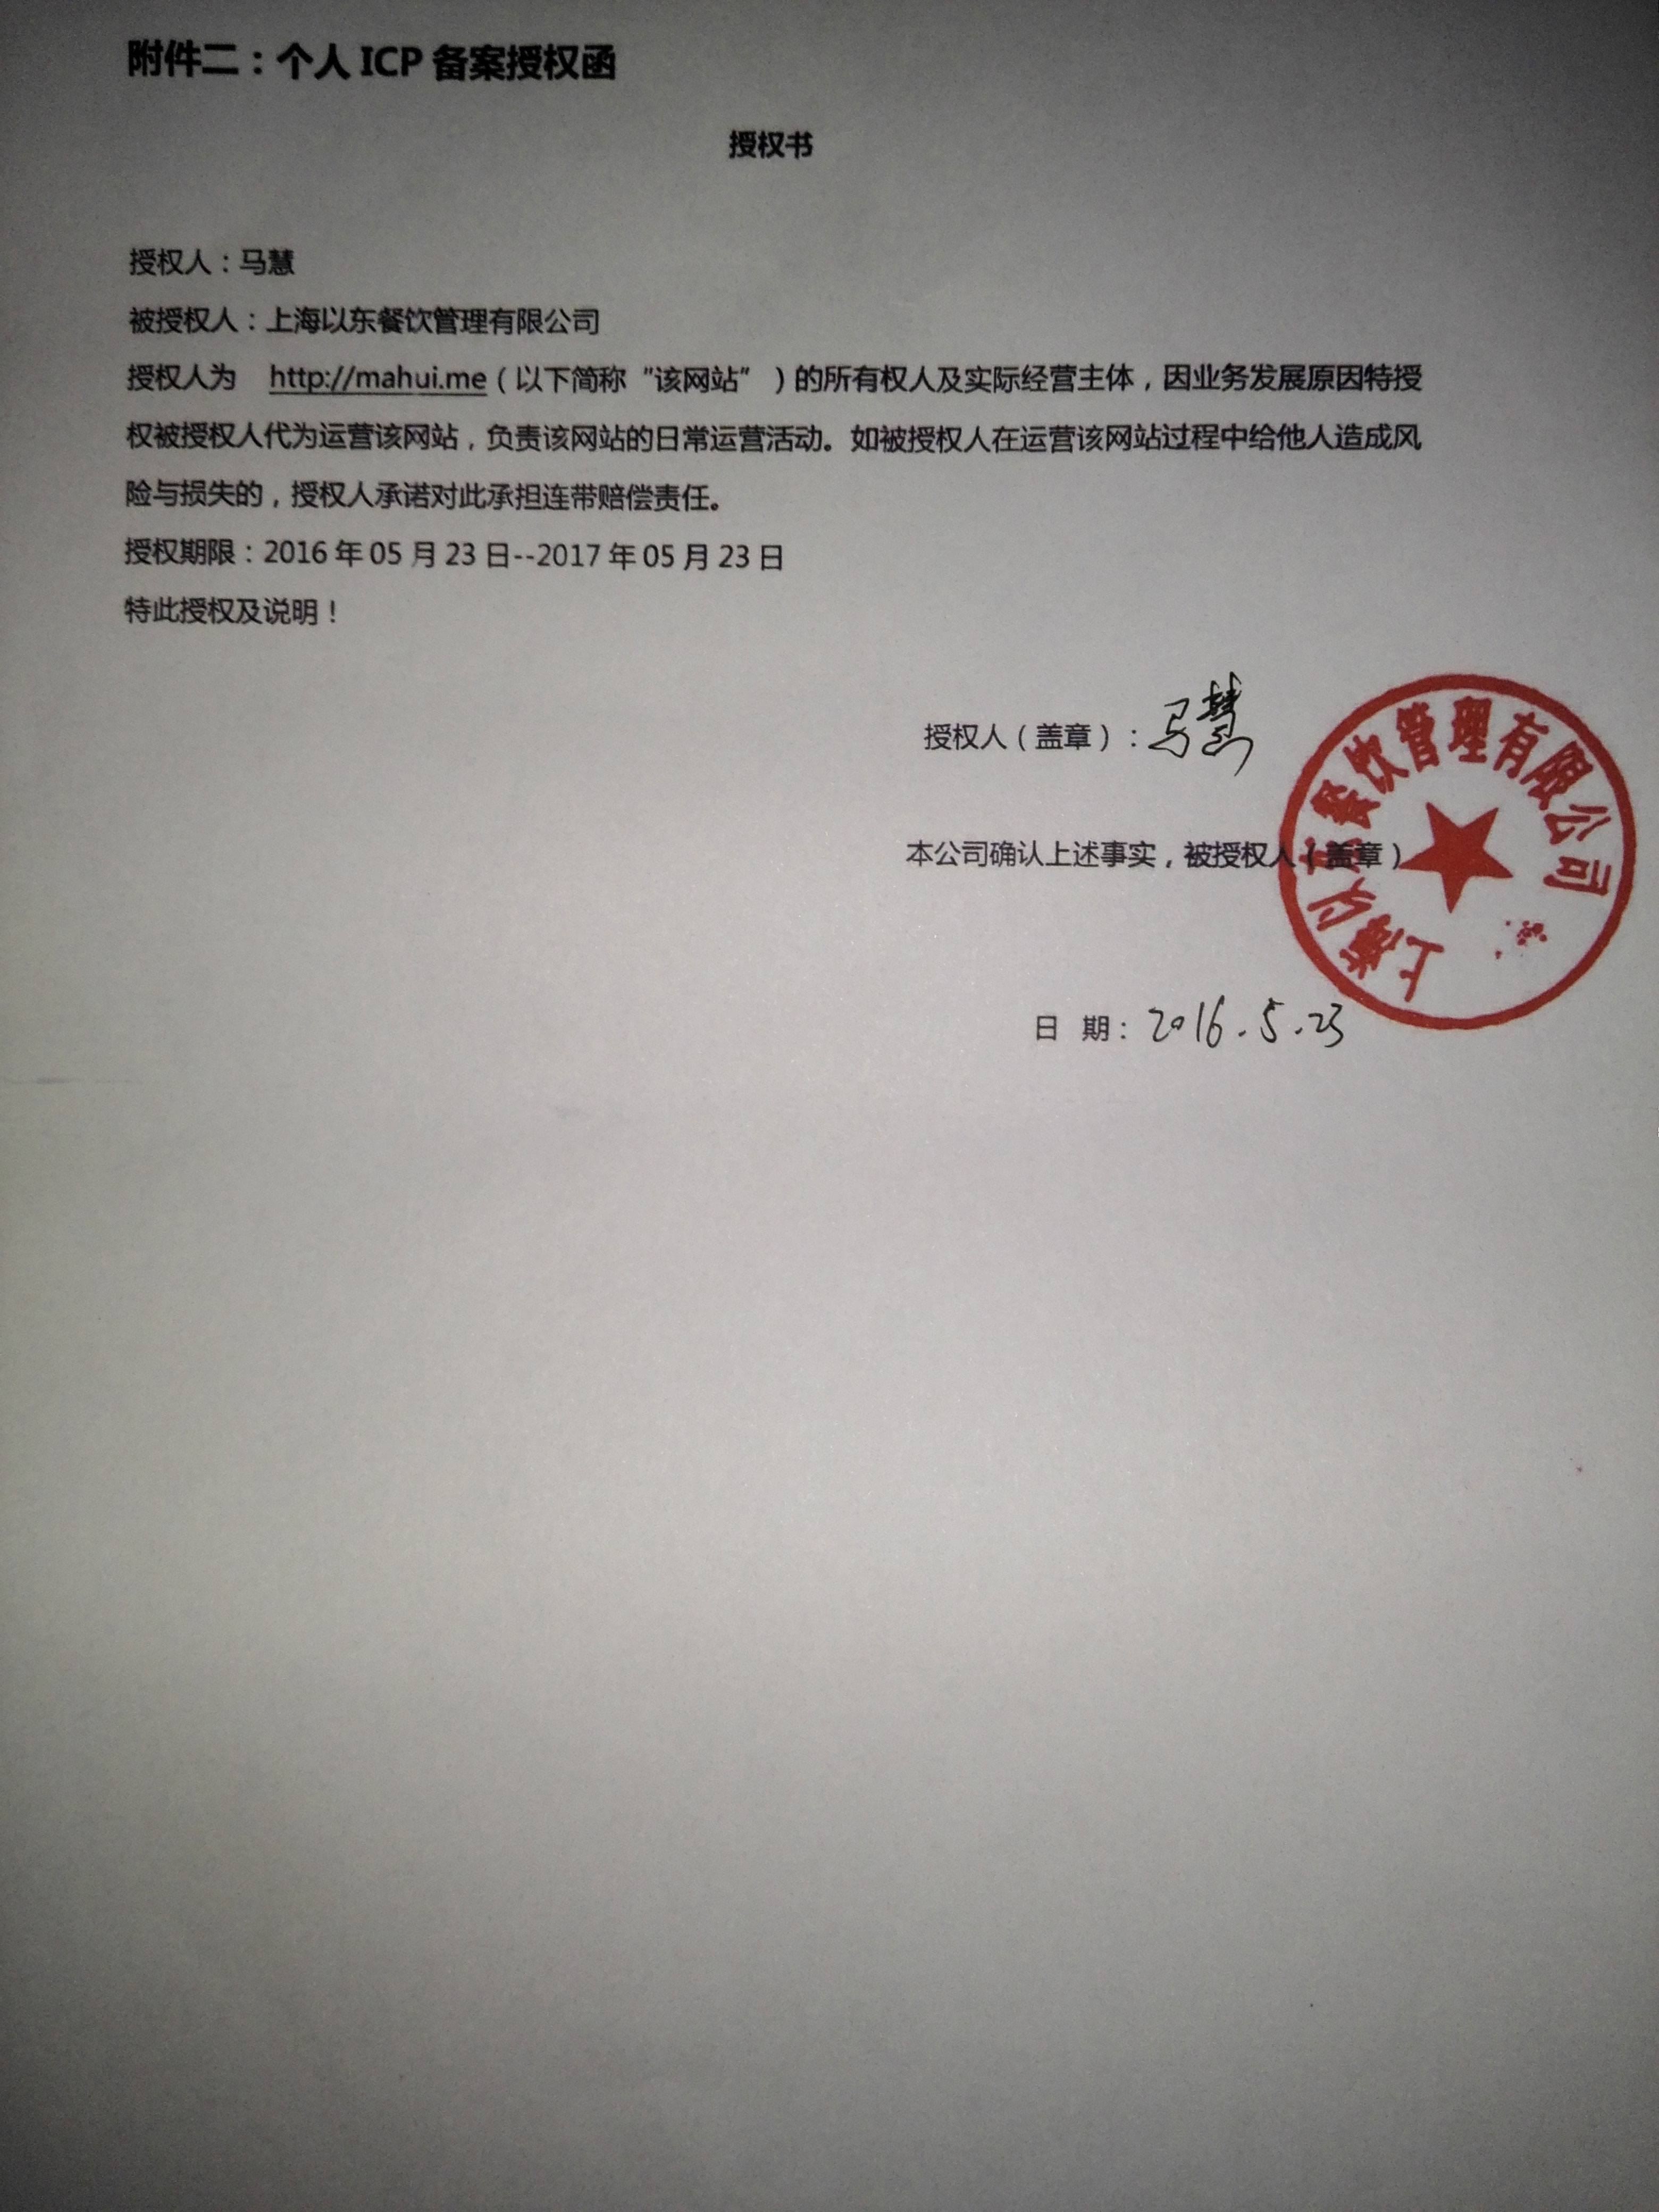 附件二：个人 ICP 备案授权函
授权书
授权人：马慧
被授权人：上海以东餐饮管理有限公司
授权人为 http://mahui.me（以下简称“该网站”）的所有权人及实际经营主体，因业务发展原因特授
权被授权人代为运营该网站，负责该网站的日常运营活动。如被授权人在运营该网站过程中给他人造成风
险与损失的，授权人承诺对此承担连带赔偿责任。
授权期限：2016 年 05 月 23 日--2017 年 05 月 23 日
特此授权及说明！
授权人（盖章）：马慧
本公司确认上述事实，被授权人（盖章）
上海以东餐饮管理有限公司
日 期：2016.5.23